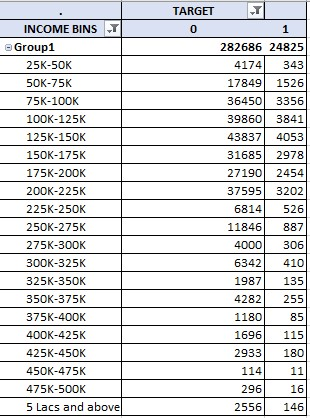 . TARGET
INCOME BINS 0 1
Group1 282686 24825
25K-50K 4174 343
50K-75K 17849 1526
75K-100K 36450 3356
100K-125K 39860 3841
125K-150K 43837 4053
150K-175K 31685 2978
175K-200K 27190 2454
200K-225K 37595 3202
225K-250K 6814 526
250K-275K 11846 887
275K-300K 4000 306
300K-325K 6342 410
325K-350K 1987 135
350K-375K 4282 255
375K-400K 1180 85
400K-425K 1696 115
425K-450K 2933 180
450K-475K 114 11
475K-500K 296 16
5 Lacs and above 2556 146